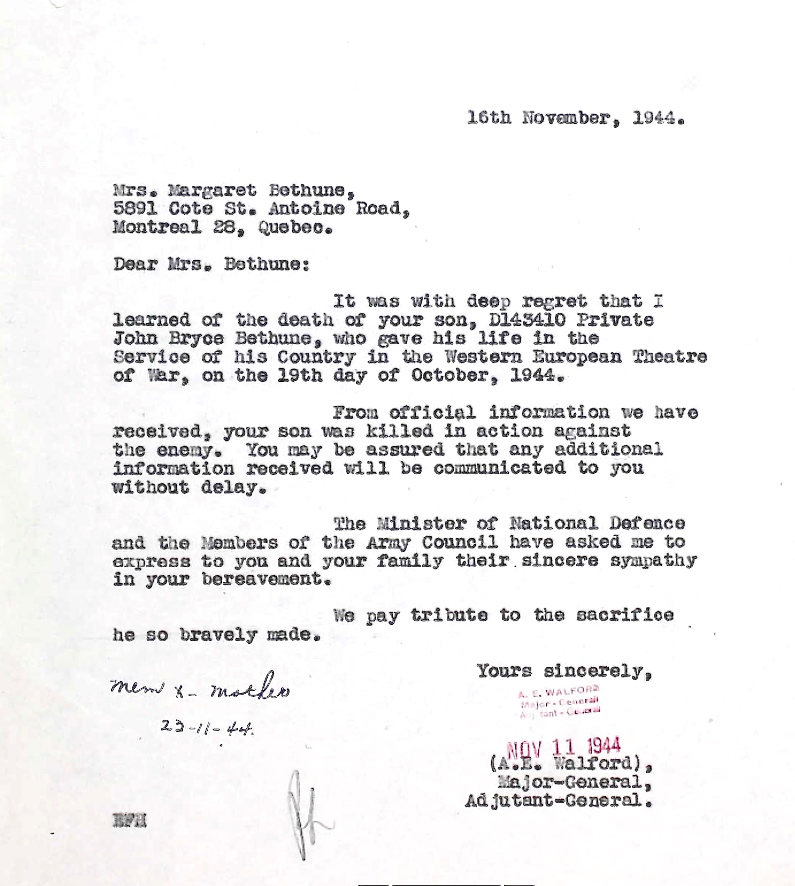 16th November, 1944.
Mrs. Margaret Bethune,
5891 Cote St. Antoine Road,
Montreal 28, Quebec.
Dear Mrs. Bethune:
It was with deep regret that I
learned of the death of your son, D143410 Private
John Bryce Bethune, who gave his life in the
Service of his Country in the Western European Theatre
of War, on the 19th day of October, 1944.
From official information we have
received, your son was killed in action against
the enemy. You may be assured that any additional
information received will be communicated to you
without delay.
The Minister of National Defence
and the Members of the Army Council have asked me to
express to you and your family their sincere sympathy
in your bereavement.
We pay tribute to the sacrifice
he so bravely made.
Yours sincerely,
A. E. WALFORD
Major-General
Adjutant-General
NOV 11 1944
(A.E. Walford),
Major-General,
Adjutant-General.
Mem X - mother
23-11-44.